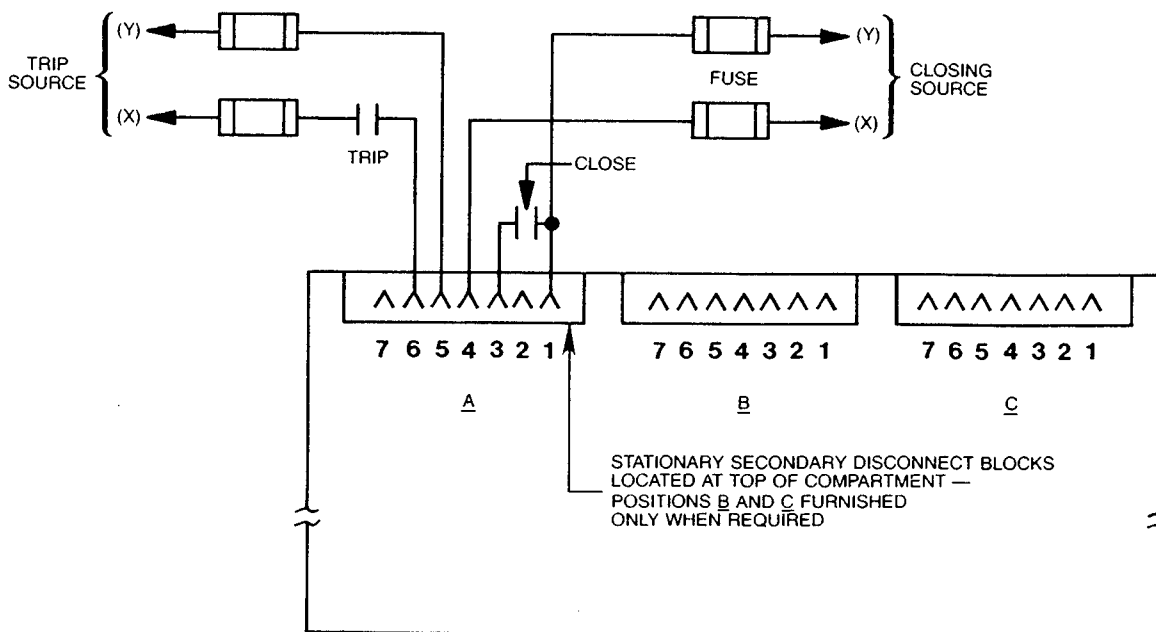 (Y)
(Y)
TRIP
SOURCE
FUSE
CLOSING
SOURCE
(X)
(X)
TRIP
CLOSE
7 6 5 4 3 2 1
7 6 5 4 3 2 1
7 6 5 4 3 2 1
A
B
C
STATIONARY SECONDARY DISCONNECT BLOCKS
LOCATED AT TOP OF COMPARTMENT —
POSITIONS B AND C FURNISHED
ONLY WHEN REQUIRED